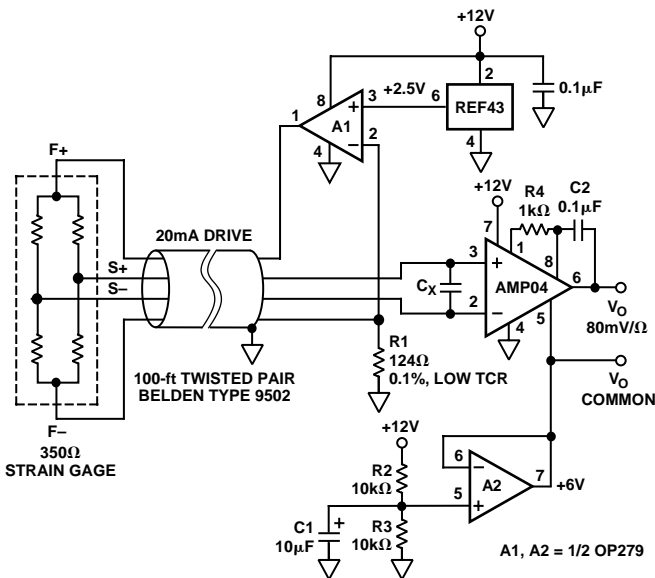 +12V
2
8
+2.5V
3
6
REF43
0.1µF
1
+
A1
2
–
4
4
F+
+12V
R4
1kΩ
C2
0.1µF
20mA DRIVE
7
1
8
S+
3
+
6
S–
CX
AMP04
VO
80mV/Ω
2
–
5
4
R1
124Ω
0.1%, LOW TCR
VO
COMMON
100-ft TWISTED PAIR
BELDEN TYPE 9502
F–
350Ω
STRAIN GAGE
+12V
R2
10kΩ
6
–
A2
7
+6V
5
+
C1
10µF
+
R3
10kΩ
A1, A2 = 1/2 OP279